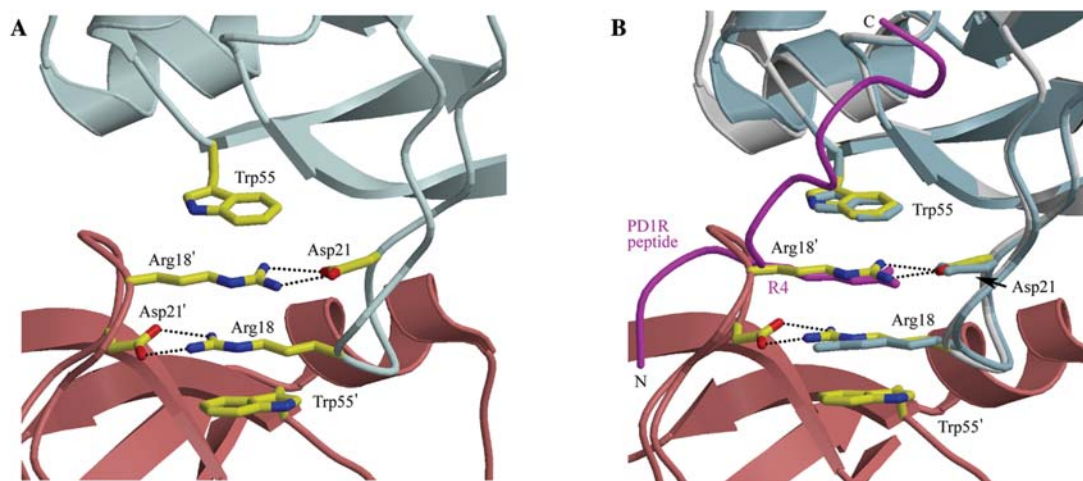 A
Trp55
Arg18'
Asp21
Asp21'
Arg18
Trp55'
B
C
Trp55
PD1R
peptide
Arg18'
R4
Asp21
Arg18
N
Trp55'